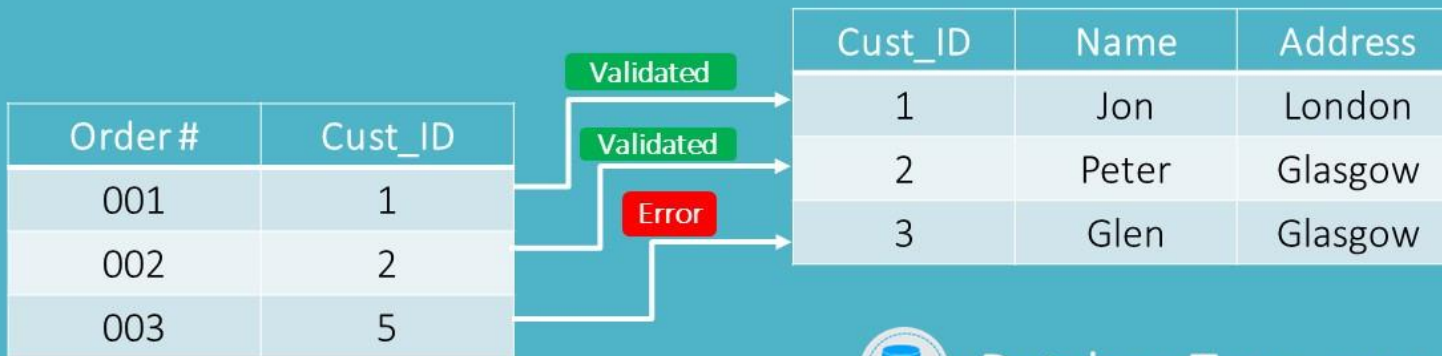 Order # Cust_ID
001 1
002 2
003 5
Validated
Validated
Error
Cust_ID Name Address
1 Jon London
2 Peter Glasgow
3 Glen Glasgow